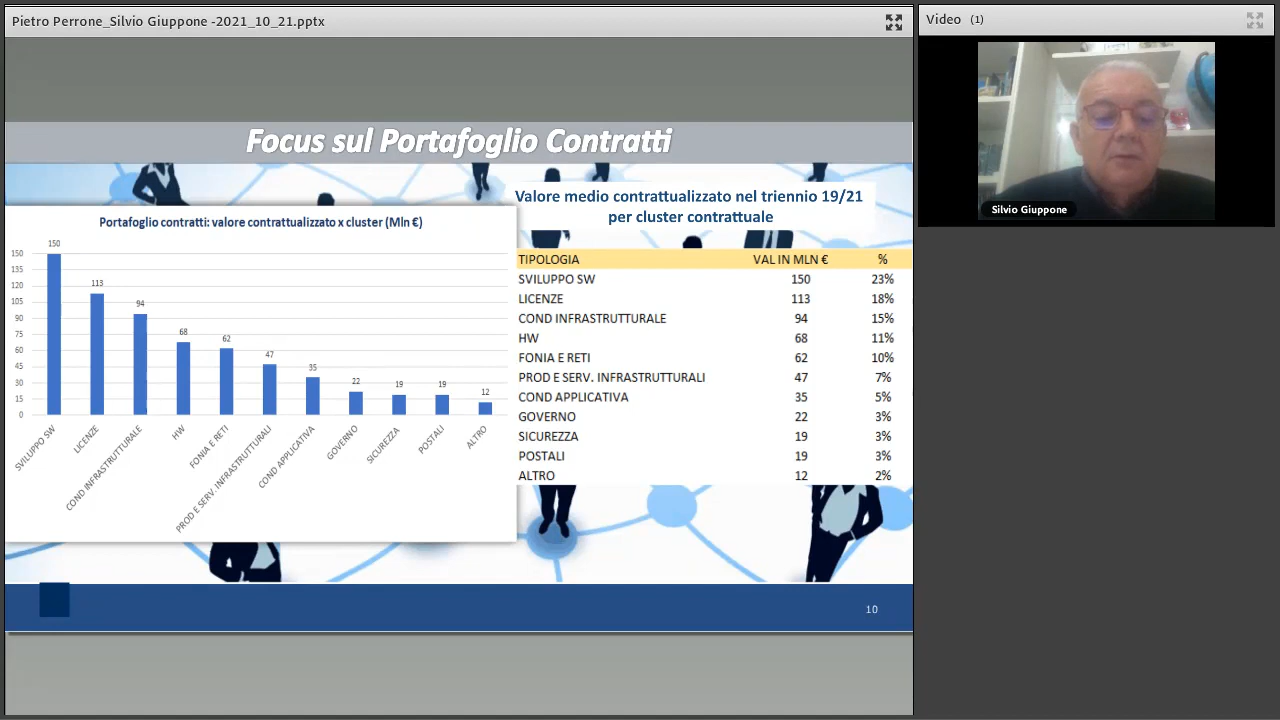 Pietro Perrone_Silvio Giuppone -2021_10_21.pptx
Video (1)
Silvio Giuppone
Focus sul Portafoglio Contratti
Valore medio contrattualizzato nel triennio 19/21
per cluster contrattuale
Portafoglio contratti: valore contrattualizzato x cluster (Mln €)
150
135
120
105
90
75
60
45
30
15
0
150
113
94
68
62
47
35
22
19
19
12
SVILUPPO SW
LICENZE
COND INFRASTRUTTURALE
HW
FONIA E RETI
PROD E SERV. INFRASTRUTTURALI
COND APPLICATIVA
GOVERNO
SICUREZZA
POSTALI
ALTRO
TIPOLOGIA VAL IN MLN € %
SVILUPPO SW 150 23%
LICENZE 113 18%
COND INFRASTRUTTURALE 94 15%
HW 68 11%
FONIA E RETI 62 10%
PROD E SERV. INFRASTRUTTURALI 47 7%
COND APPLICATIVA 35 5%
GOVERNO 22 3%
SICUREZZA 19 3%
POSTALI 19 3%
ALTRO 12 2%
10